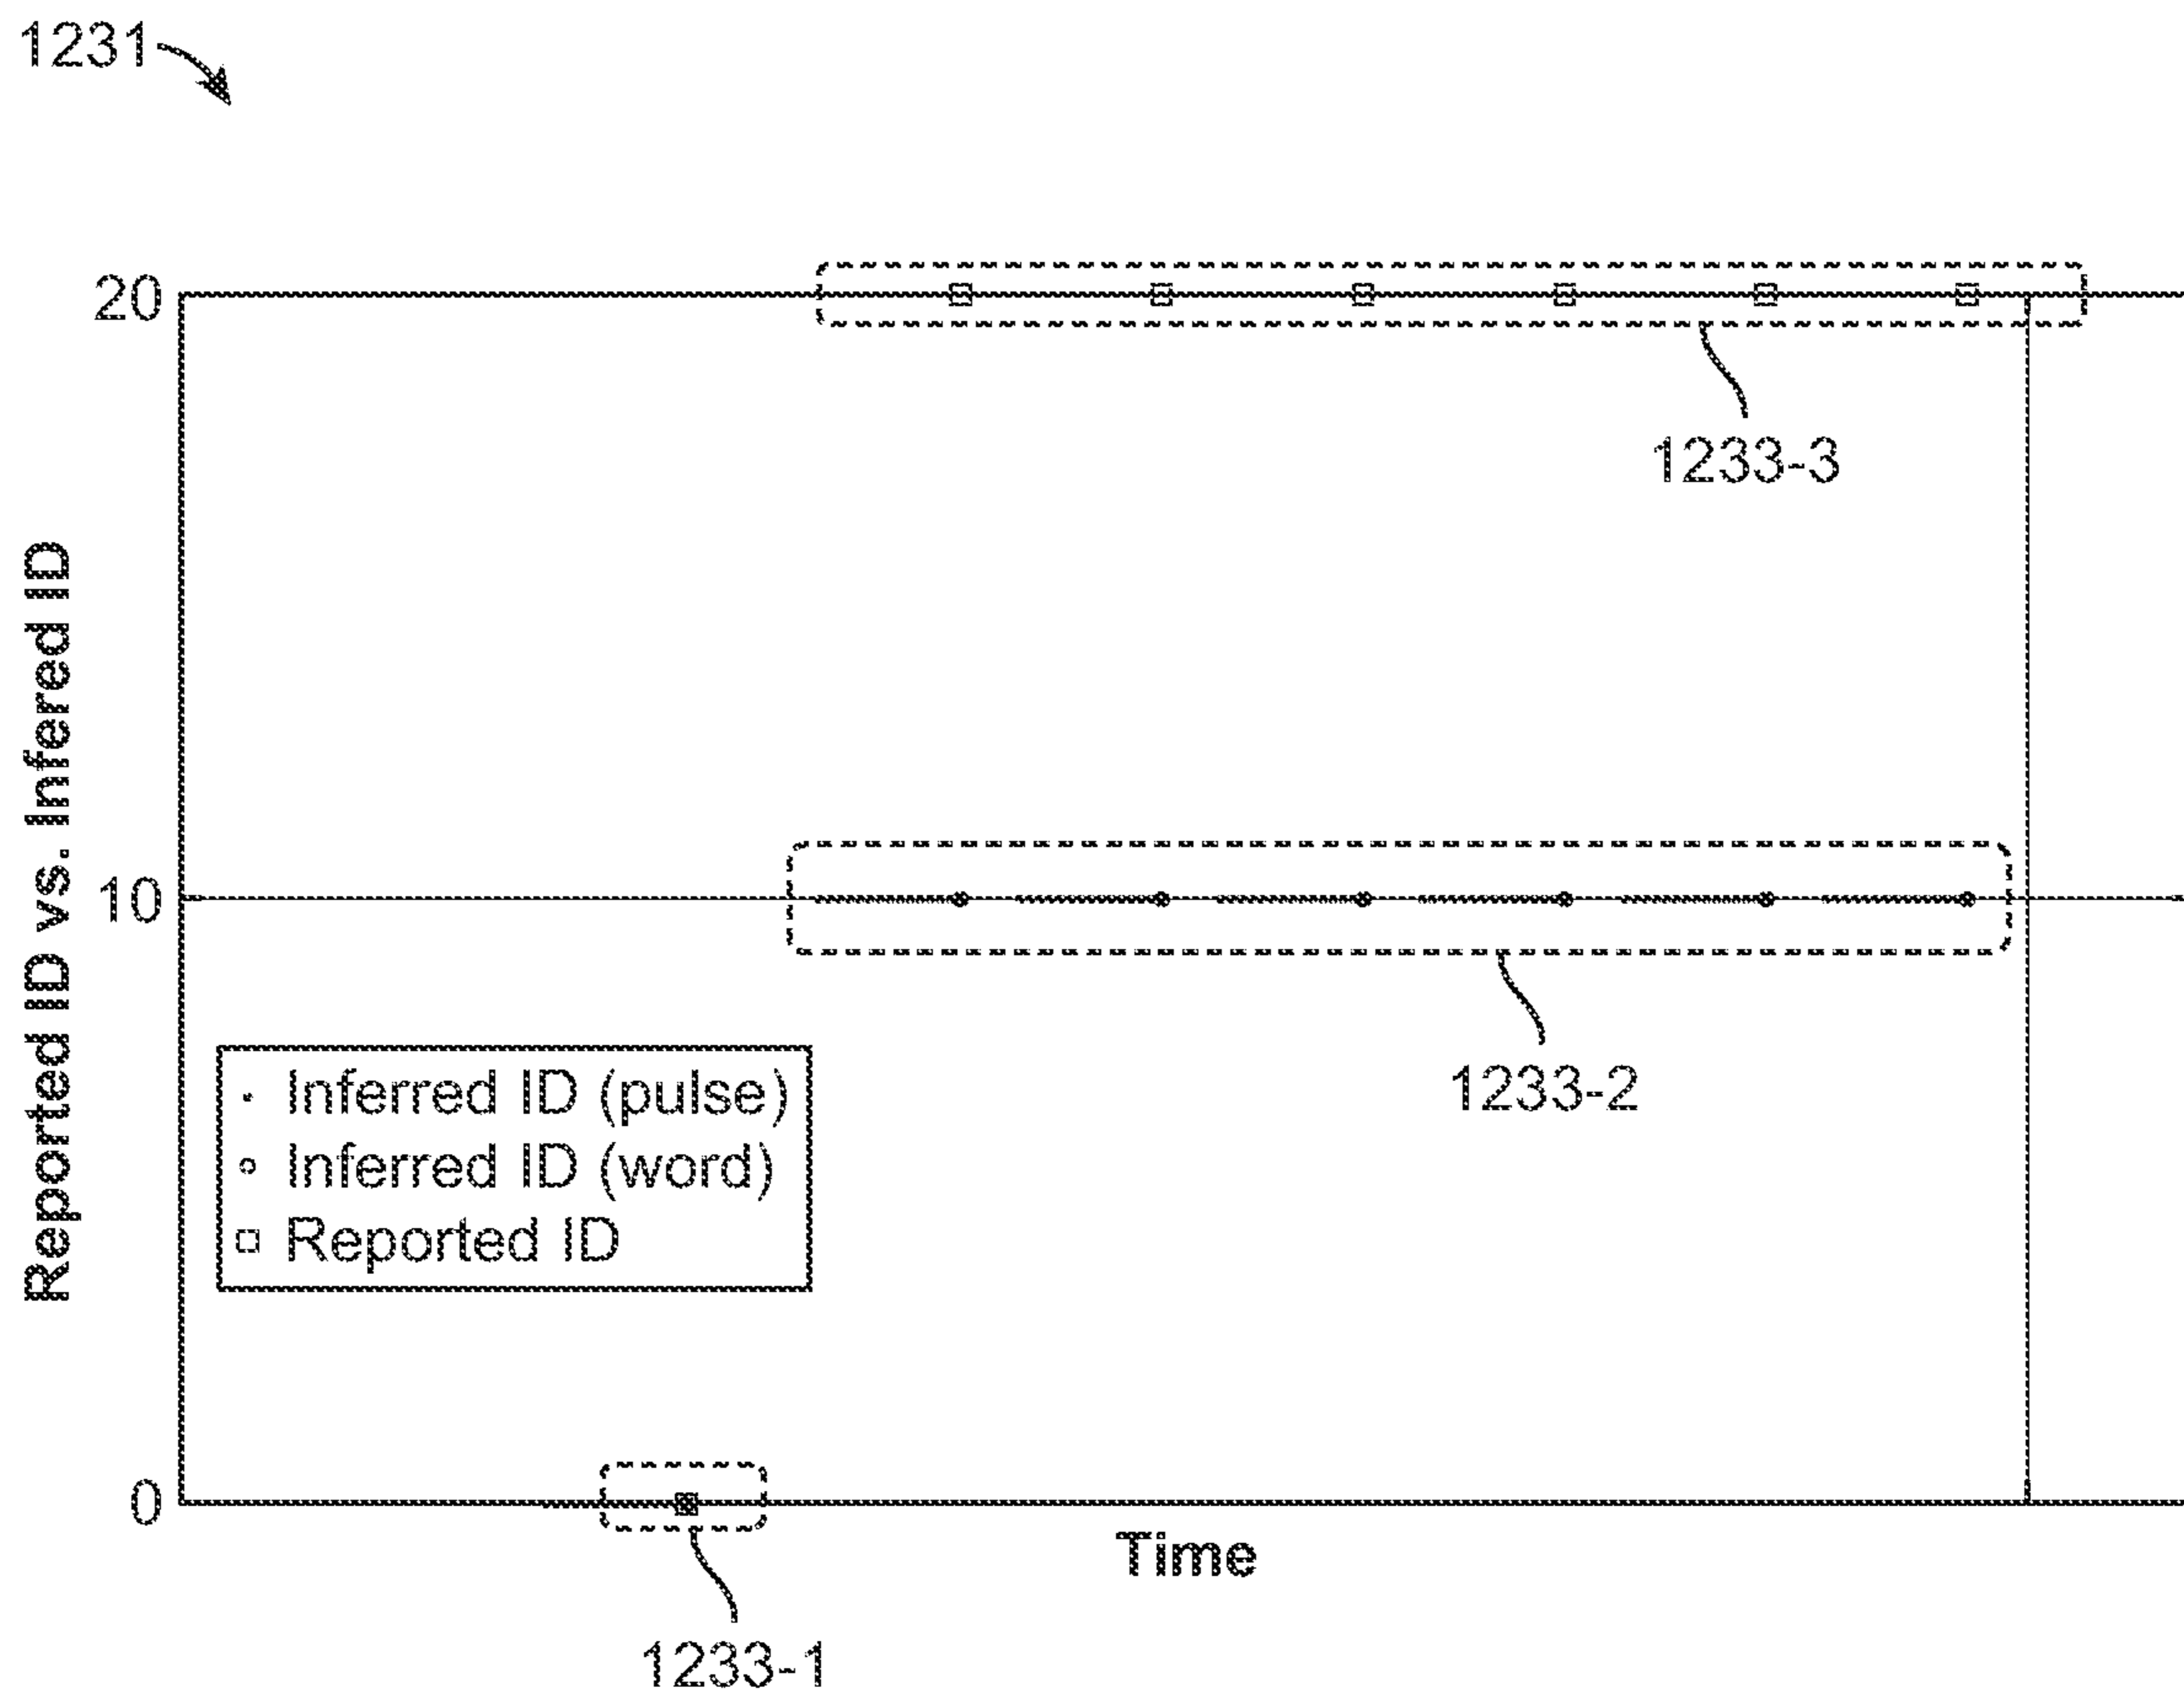 1231
20
1233-3
Reported ID vs. Inferred ID
10
1233-2
Inferred ID (pulse)
Inferred ID (word)
Reported ID
0
Time
1233-1